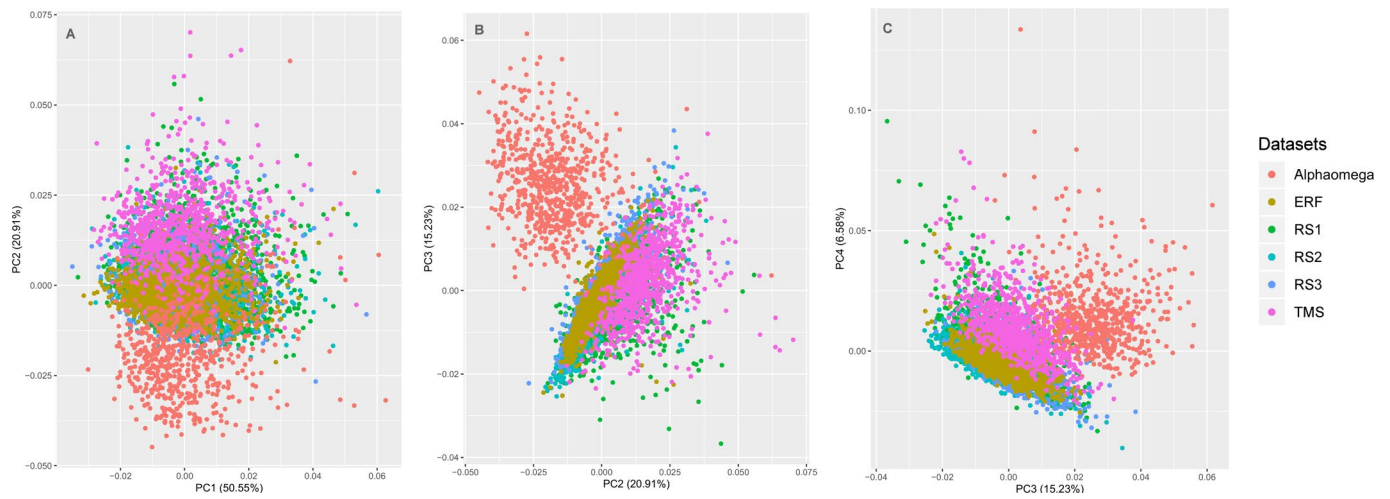 A
0.075
0.050
0.025
0.000
−0.025
−0.050
PC2 (20.91%)
−0.02 0.00 0.02 0.04 0.06
PC1 (50.55%)
B
0.06
0.04
0.02
0.00
−0.02
−0.04
PC3 (15.23%)
−0.050 −0.025 0.000 0.025 0.050 0.075
PC2 (20.91%)
C
0.10
0.05
0.00
PC4 (6.58%)
−0.04 −0.02 0.00 0.02 0.04 0.06
PC3 (15.23%)
Datasets
Alphaomega
ERF
RS1
RS2
RS3
TMS